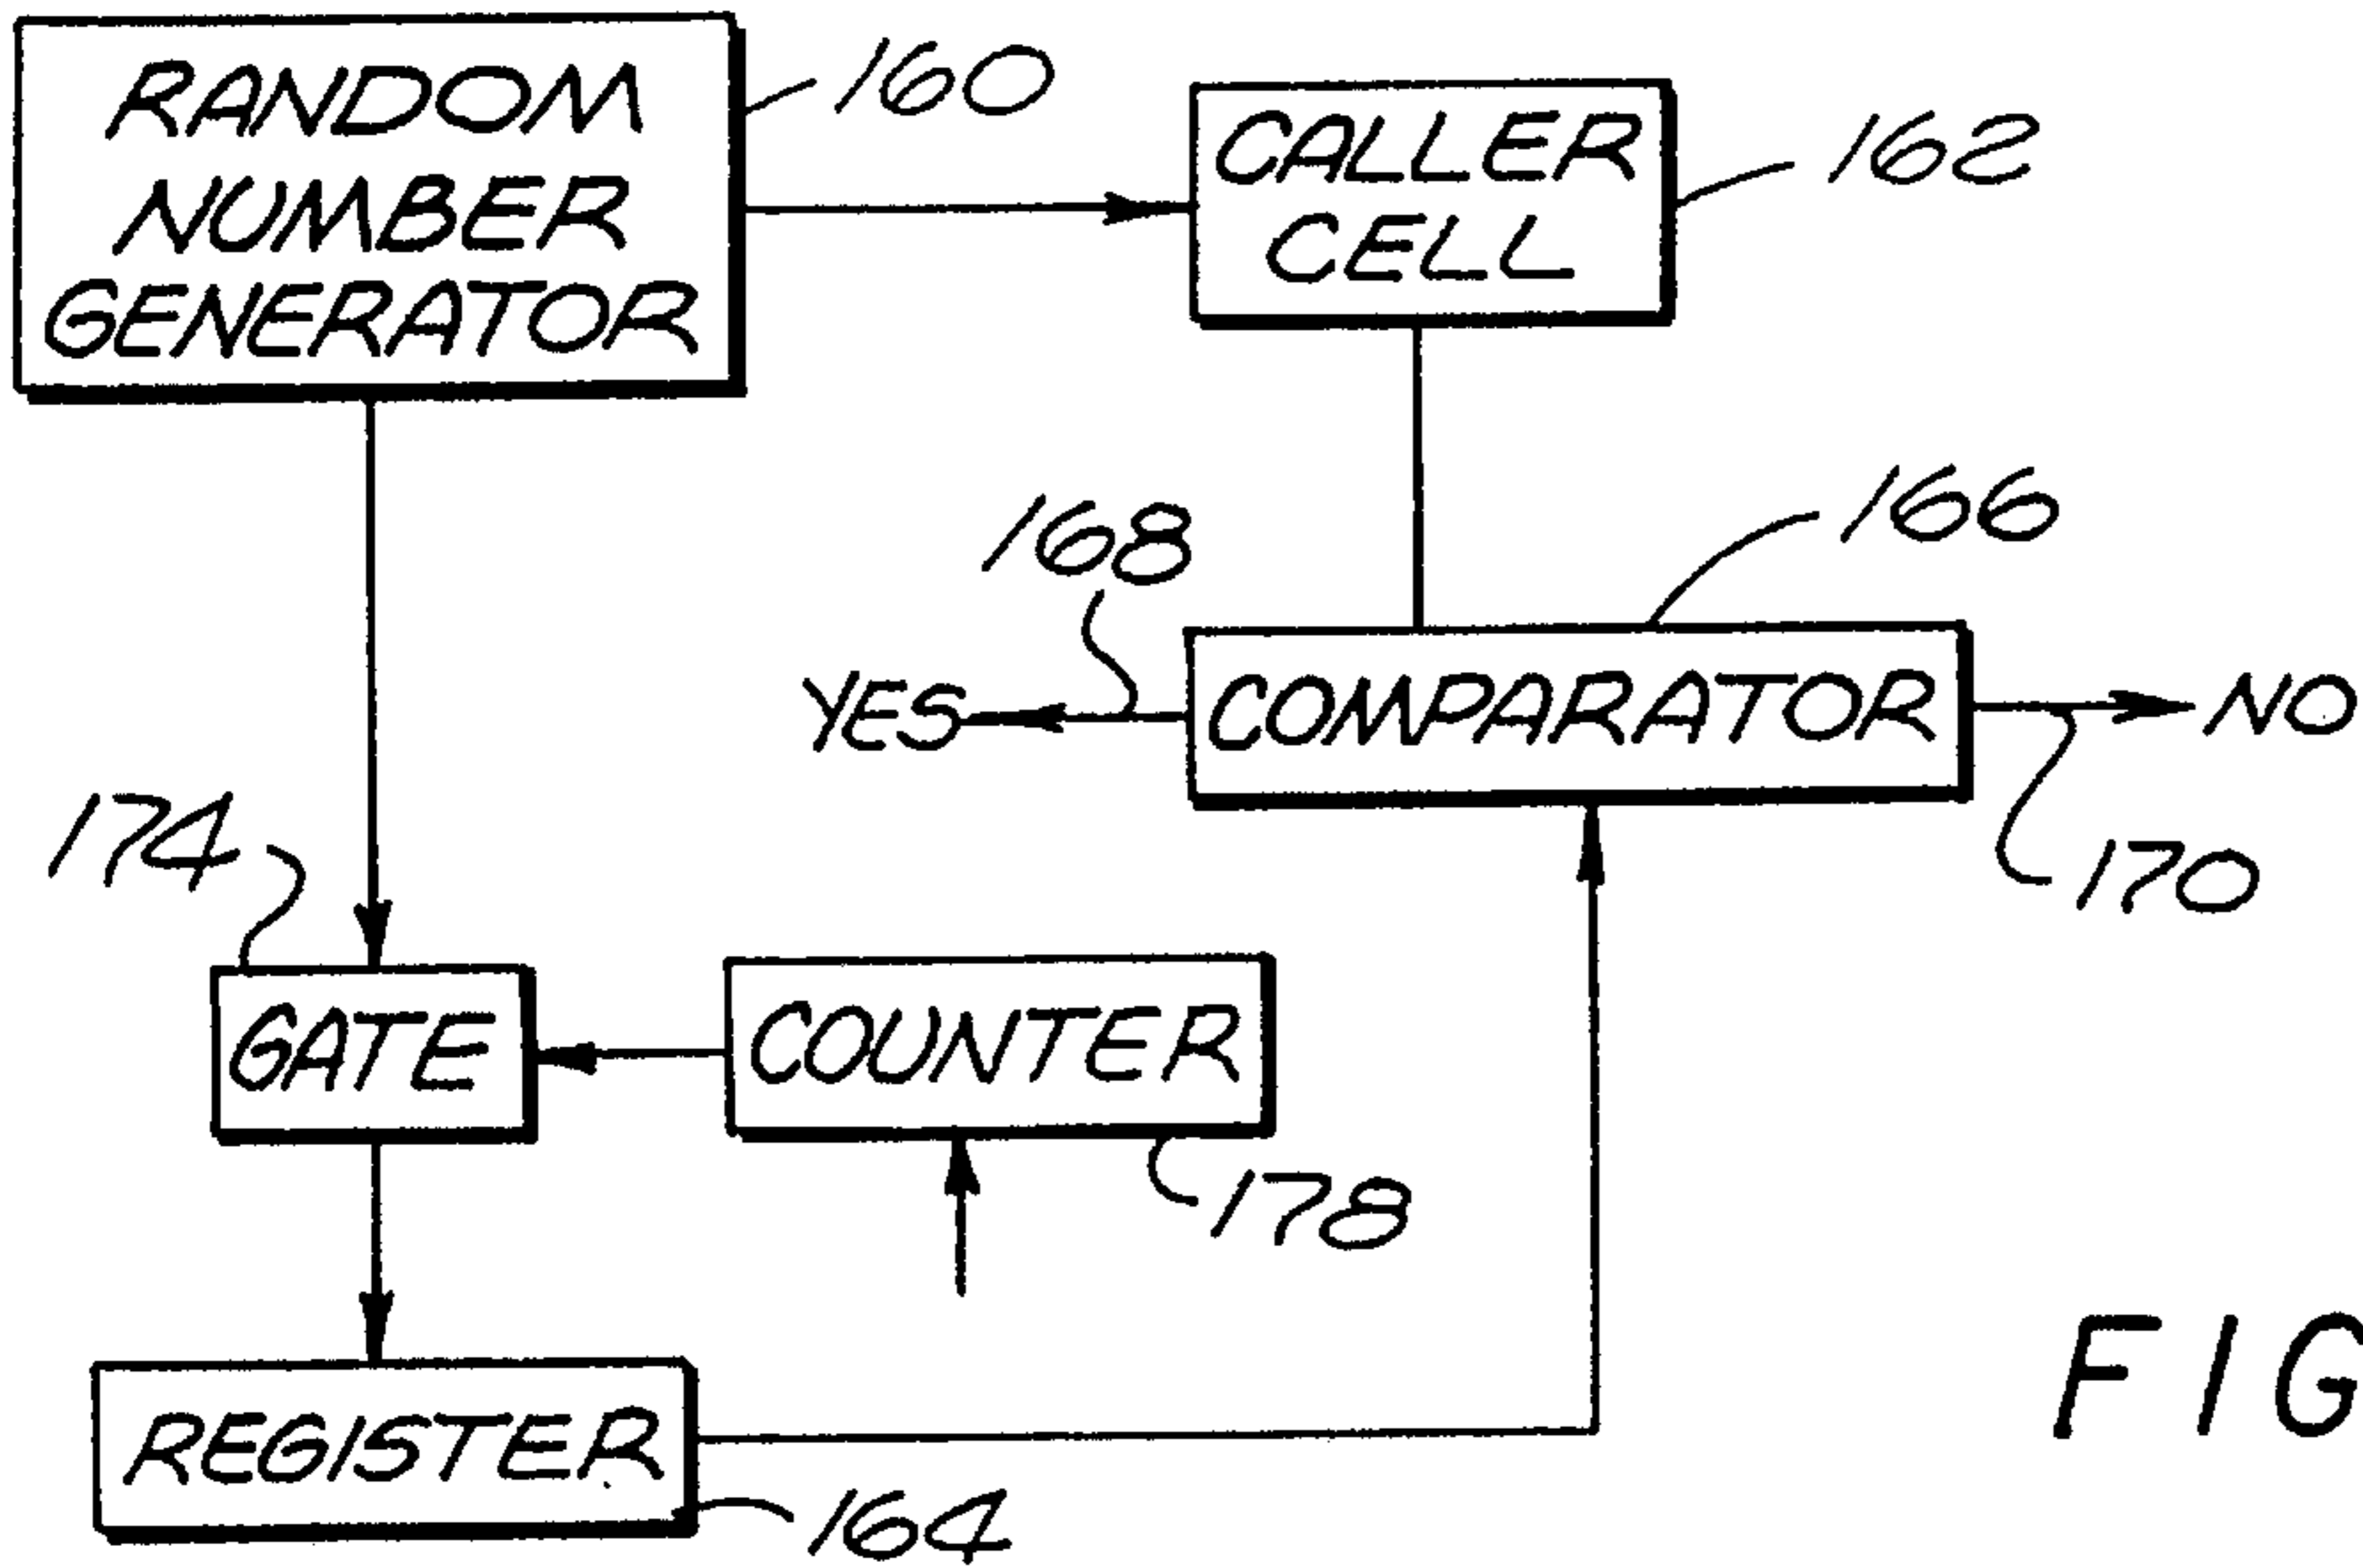 RANDOM
NUMBER
GENERATOR
160
CALLER
CELL
162
168
166
YES
COMPARATOR
NO
170
174
GATE
COUNTER
178
REGISTER
164
FIG